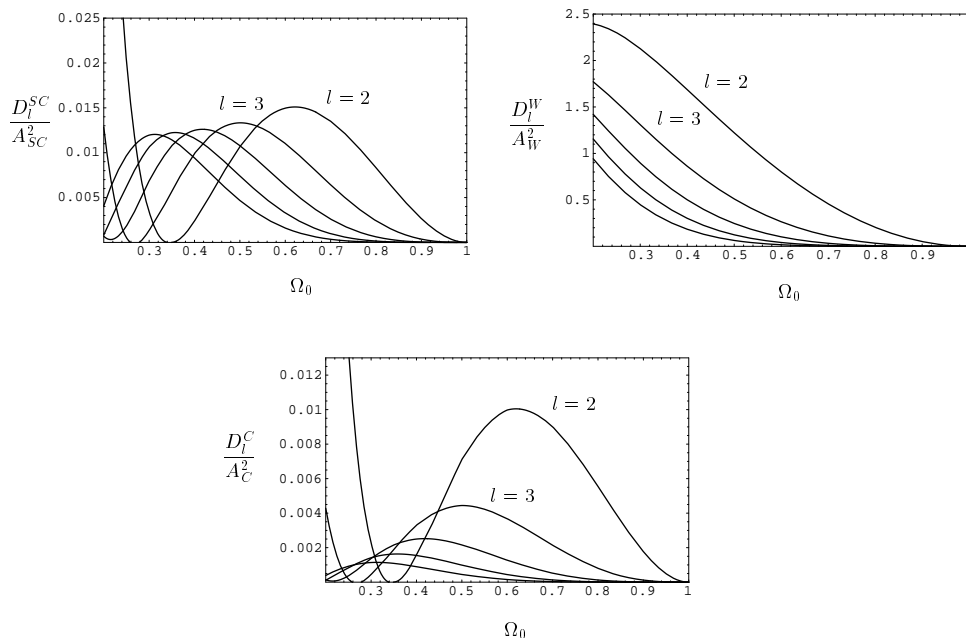 0.025
0.02
0.015
0.01
0.005
D_l^{SC}
A_{SC}^2
l = 3
l = 2
0.3 0.4 0.5 0.6 0.7 0.8 0.9 1
Ω_0
2.5
2
1.5
1
0.5
D_l^W
A_W^2
l = 2
l = 3
0.3 0.4 0.5 0.6 0.7 0.8 0.9
Ω_0
0.012
0.01
0.008
0.006
0.004
0.002
D_l^C
A_C^2
l = 2
l = 3
0.3 0.4 0.5 0.6 0.7 0.8 0.9 1
Ω_0